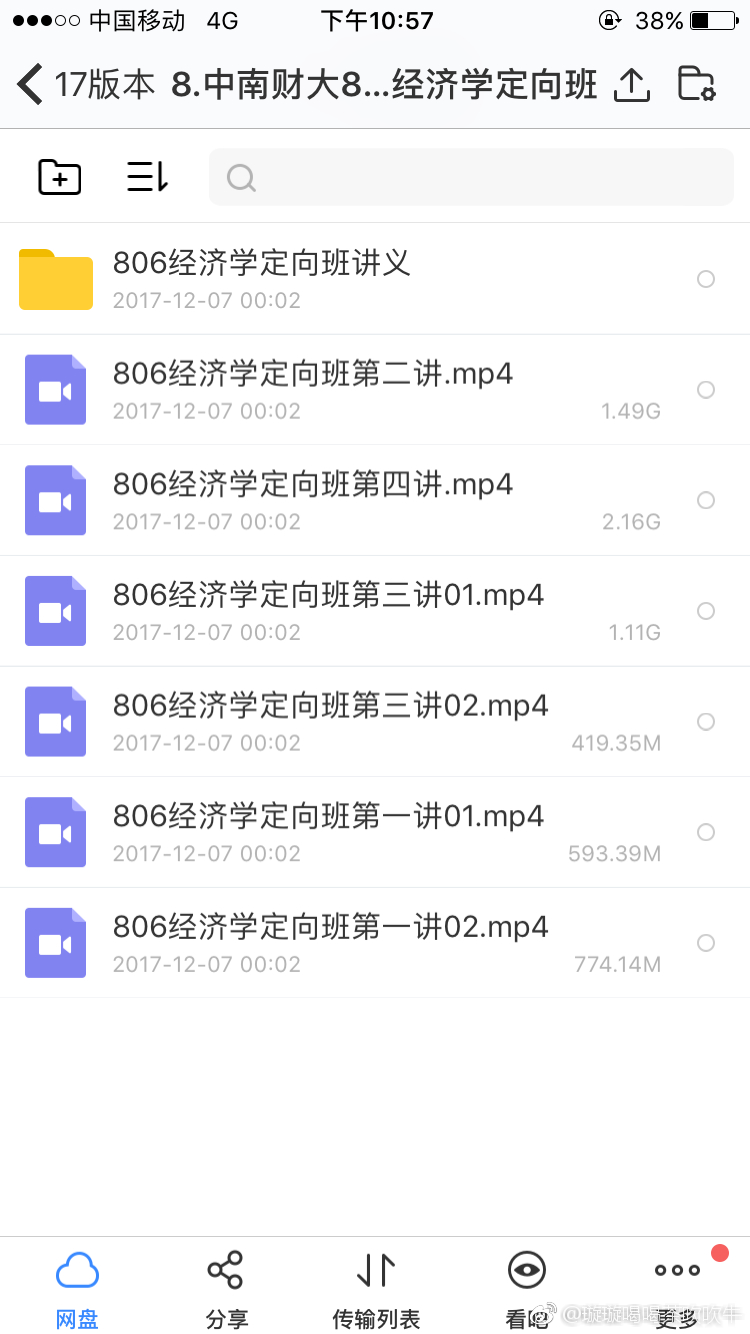 中国移动 4G 下午10:57 38%
17版本 8.中南财大8...经济学定向班
806经济学定向班讲义
2017-12-07 00:02
806经济学定向班第二讲.mp4
2017-12-07 00:02 1.49G
806经济学定向班第四讲.mp4
2017-12-07 00:02 2.16G
806经济学定向班第三讲01.mp4
2017-12-07 00:02 1.11G
806经济学定向班第三讲02.mp4
2017-12-07 00:02 419.35M
806经济学定向班第一讲01.mp4
2017-12-07 00:02 593.39M
806经济学定向班第一讲02.mp4
2017-12-07 00:02 774.14M
网盘 分享 传输列表 看吧 更多